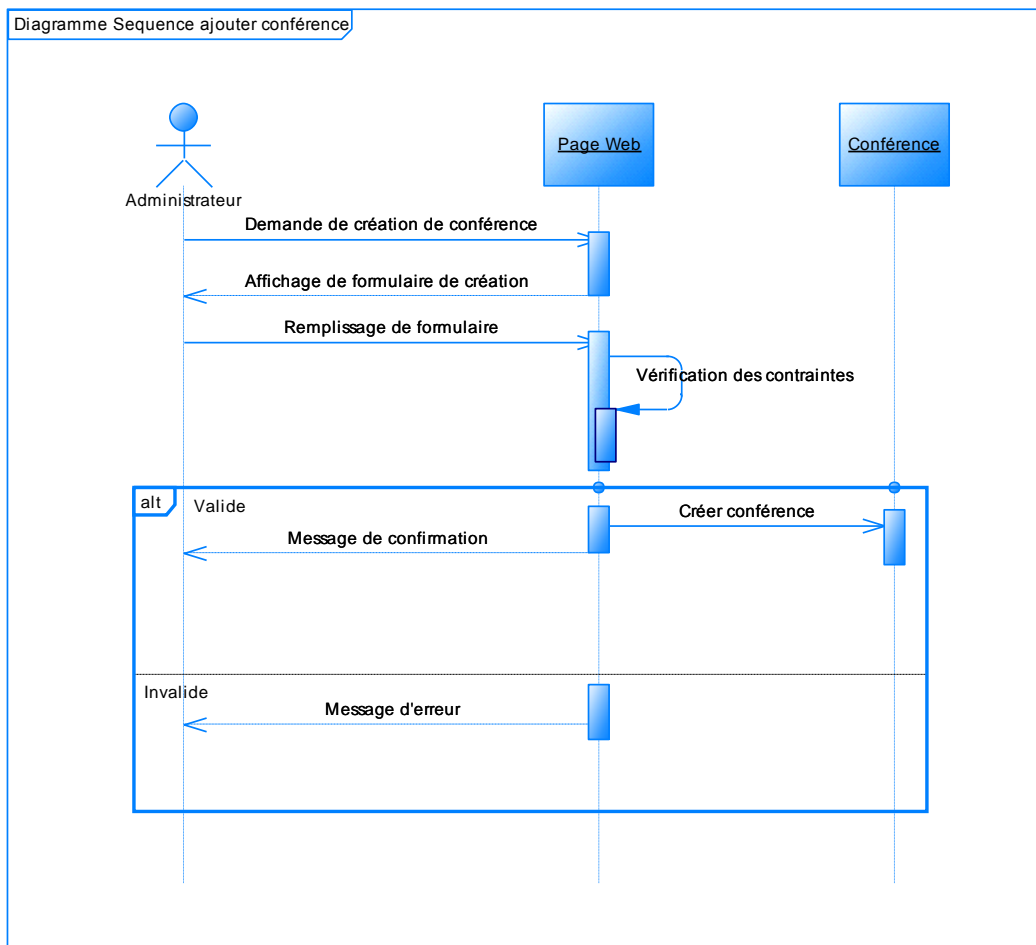 Diagramme Sequence ajouter conférence
Page Web
Conférence
Administrateur
Demande de création de conférence
Affichage de formulaire de création
Remplissage de formulaire
Vérification des contraintes
alt
Valide
Créer conférence
Message de confirmation
Invalide
Message d'erreur